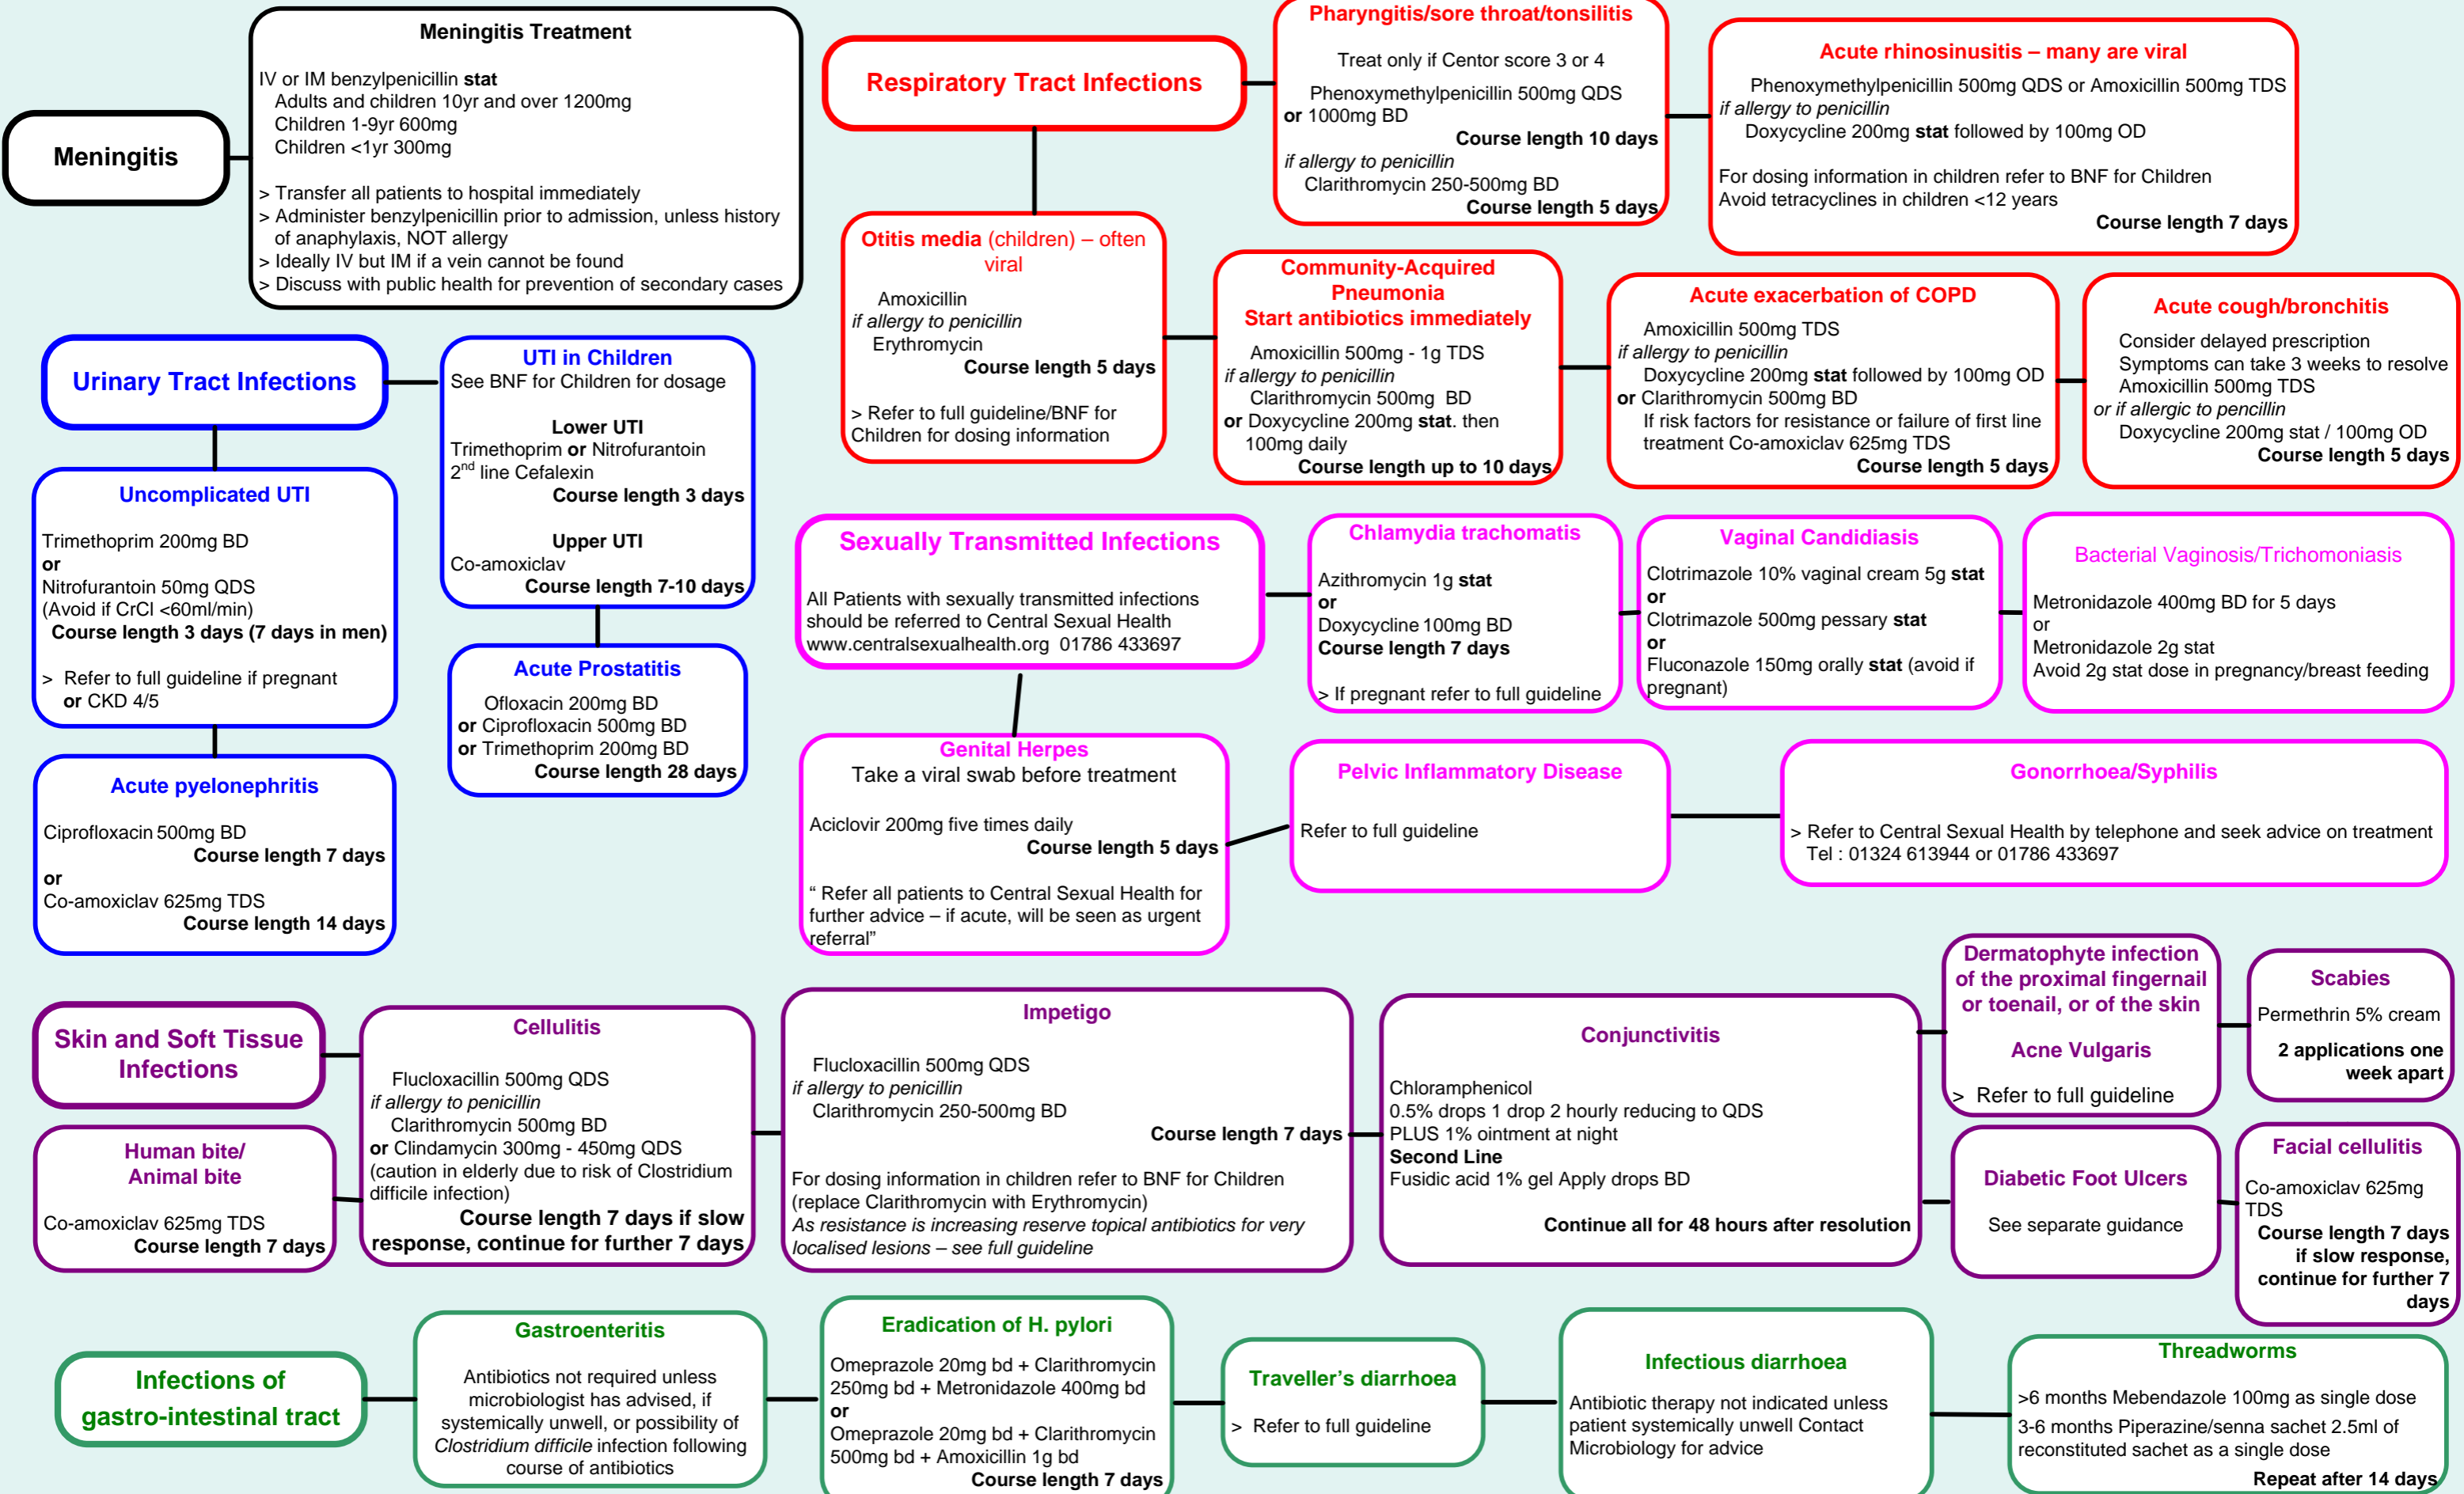 Meningitis
Meningitis Treatment
IV or IM benzylpenicillin stat
Adults and children 10yr and over 1200mg
Children 1-9yr 600mg
Children <1yr 300mg
> Transfer all patients to hospital immediately
> Administer benzylpenicillin prior to admission, unless history
of anaphylaxis, NOT allergy
> Ideally IV but IM if a vein cannot be found
> Discuss with public health for prevention of secondary cases
Respiratory Tract Infections
Pharyngitis/sore throat/tonsilitis
Treat only if Centor score 3 or 4
Phenoxymethylpenicillin 500mg QDS
or 1000mg BD
Course length 10 days
if allergy to penicillin
Clarithromycin 250-500mg BD
Course length 5 days
Acute rhinosinusitis – many are viral
Phenoxymethylpenicillin 500mg QDS or Amoxicillin 500mg TDS
if allergy to penicillin
Doxycycline 200mg stat followed by 100mg OD
For dosing information in children refer to BNF for Children
Avoid tetracyclines in children <12 years
Course length 7 days
Otitis media (children) – often
viral
Amoxicillin
if allergy to penicillin
Erythromycin
Course length 5 days
> Refer to full guideline/BNF for
Children for dosing information
Community-Acquired
Pneumonia
Start antibiotics immediately
Amoxicillin 500mg - 1g TDS
if allergy to penicillin
Clarithromycin 500mg BD
or Doxycycline 200mg stat. then
100mg daily
Course length up to 10 days
Acute exacerbation of COPD
Amoxicillin 500mg TDS
if allergy to penicillin
Doxycycline 200mg stat followed by 100mg OD
or Clarithromycin 500mg BD
If risk factors for resistance or failure of first line
treatment Co-amoxiclav 625mg TDS
Course length 5 days
Acute cough/bronchitis
Consider delayed prescription
Symptoms can take 3 weeks to resolve
Amoxicillin 500mg TDS
or if allergic to pencillin
Doxycycline 200mg stat / 100mg OD
Course length 5 days
Urinary Tract Infections
UTI in Children
See BNF for Children for dosage
Lower UTI
Trimethoprim or Nitrofurantoin
2nd line Cefalexin
Course length 3 days
Upper UTI
Co-amoxiclav
Course length 7-10 days
Uncomplicated UTI
Trimethoprim 200mg BD
or
Nitrofurantoin 50mg QDS
(Avoid if CrCl <60ml/min)
Course length 3 days (7 days in men)
> Refer to full guideline if pregnant
or CKD 4/5
Acute Prostatitis
Ofloxacin 200mg BD
or Ciprofloxacin 500mg BD
or Trimethoprim 200mg BD
Course length 28 days
Acute pyelonephritis
Ciprofloxacin 500mg BD
Course length 7 days
or
Co-amoxiclav 625mg TDS
Course length 14 days
Sexually Transmitted Infections
All Patients with sexually transmitted infections
should be referred to Central Sexual Health
www.centralsexualhealth.org 01786 433697
Chlamydia trachomatis
Azithromycin 1g stat
or
Doxycycline 100mg BD
Course length 7 days
> If pregnant refer to full guideline
Vaginal Candidiasis
Clotrimazole 10% vaginal cream 5g stat
or
Clotrimazole 500mg pessary stat
or
Fluconazole 150mg orally stat (avoid if
pregnant)
Bacterial Vaginosis/Trichomoniasis
Metronidazole 400mg BD for 5 days
or
Metronidazole 2g stat
Avoid 2g stat dose in pregnancy/breast feeding
Genital Herpes
Take a viral swab before treatment
Aciclovir 200mg five times daily
Course length 5 days
“ Refer all patients to Central Sexual Health for
further advice – if acute, will be seen as urgent
referral”
Pelvic Inflammatory Disease
Refer to full guideline
Gonorrhoea/Syphilis
> Refer to Central Sexual Health by telephone and seek advice on treatment
Tel : 01324 613944 or 01786 433697
Skin and Soft Tissue
Infections
Human bite/
Animal bite
Co-amoxiclav 625mg TDS
Course length 7 days
Cellulitis
Flucloxacillin 500mg QDS
if allergy to penicillin
Clarithromycin 500mg BD
or Clindamycin 300mg - 450mg QDS
(caution in elderly due to risk of Clostridium
difficile infection)
Course length 7 days if slow
response, continue for further 7 days
Impetigo
Flucloxacillin 500mg QDS
if allergy to penicillin
Clarithromycin 250-500mg BD
Course length 7 days
For dosing information in children refer to BNF for Children
(replace Clarithromycin with Erythromycin)
As resistance is increasing reserve topical antibiotics for very
localised lesions – see full guideline
Conjunctivitis
Chloramphenicol
0.5% drops 1 drop 2 hourly reducing to QDS
PLUS 1% ointment at night
Second Line
Fusidic acid 1% gel Apply drops BD
Continue all for 48 hours after resolution
Dermatophyte infection
of the proximal fingernail
or toenail, or of the skin
Acne Vulgaris
> Refer to full guideline
Scabies
Permethrin 5% cream
2 applications one
week apart
Diabetic Foot Ulcers
See separate guidance
Facial cellulitis
Co-amoxiclav 625mg
TDS
Course length 7 days
if slow response,
continue for further 7
days
Infections of
gastro-intestinal tract
Gastroenteritis
Antibiotics not required unless
microbiologist has advised, if
systemically unwell, or possibility of
Clostridium difficile infection following
course of antibiotics
Eradication of H. pylori
Omeprazole 20mg bd + Clarithromycin
250mg bd + Metronidazole 400mg bd
or
Omeprazole 20mg bd + Clarithromycin
500mg bd + Amoxicillin 1g bd
Course length 7 days
Traveller’s diarrhoea
> Refer to full guideline
Infectious diarrhoea
Antibiotic therapy not indicated unless
patient systemically unwell Contact
Microbiology for advice
Threadworms
>6 months Mebendazole 100mg as single dose
3-6 months Piperazine/senna sachet 2.5ml of
reconstituted sachet as a single dose
Repeat after 14 days